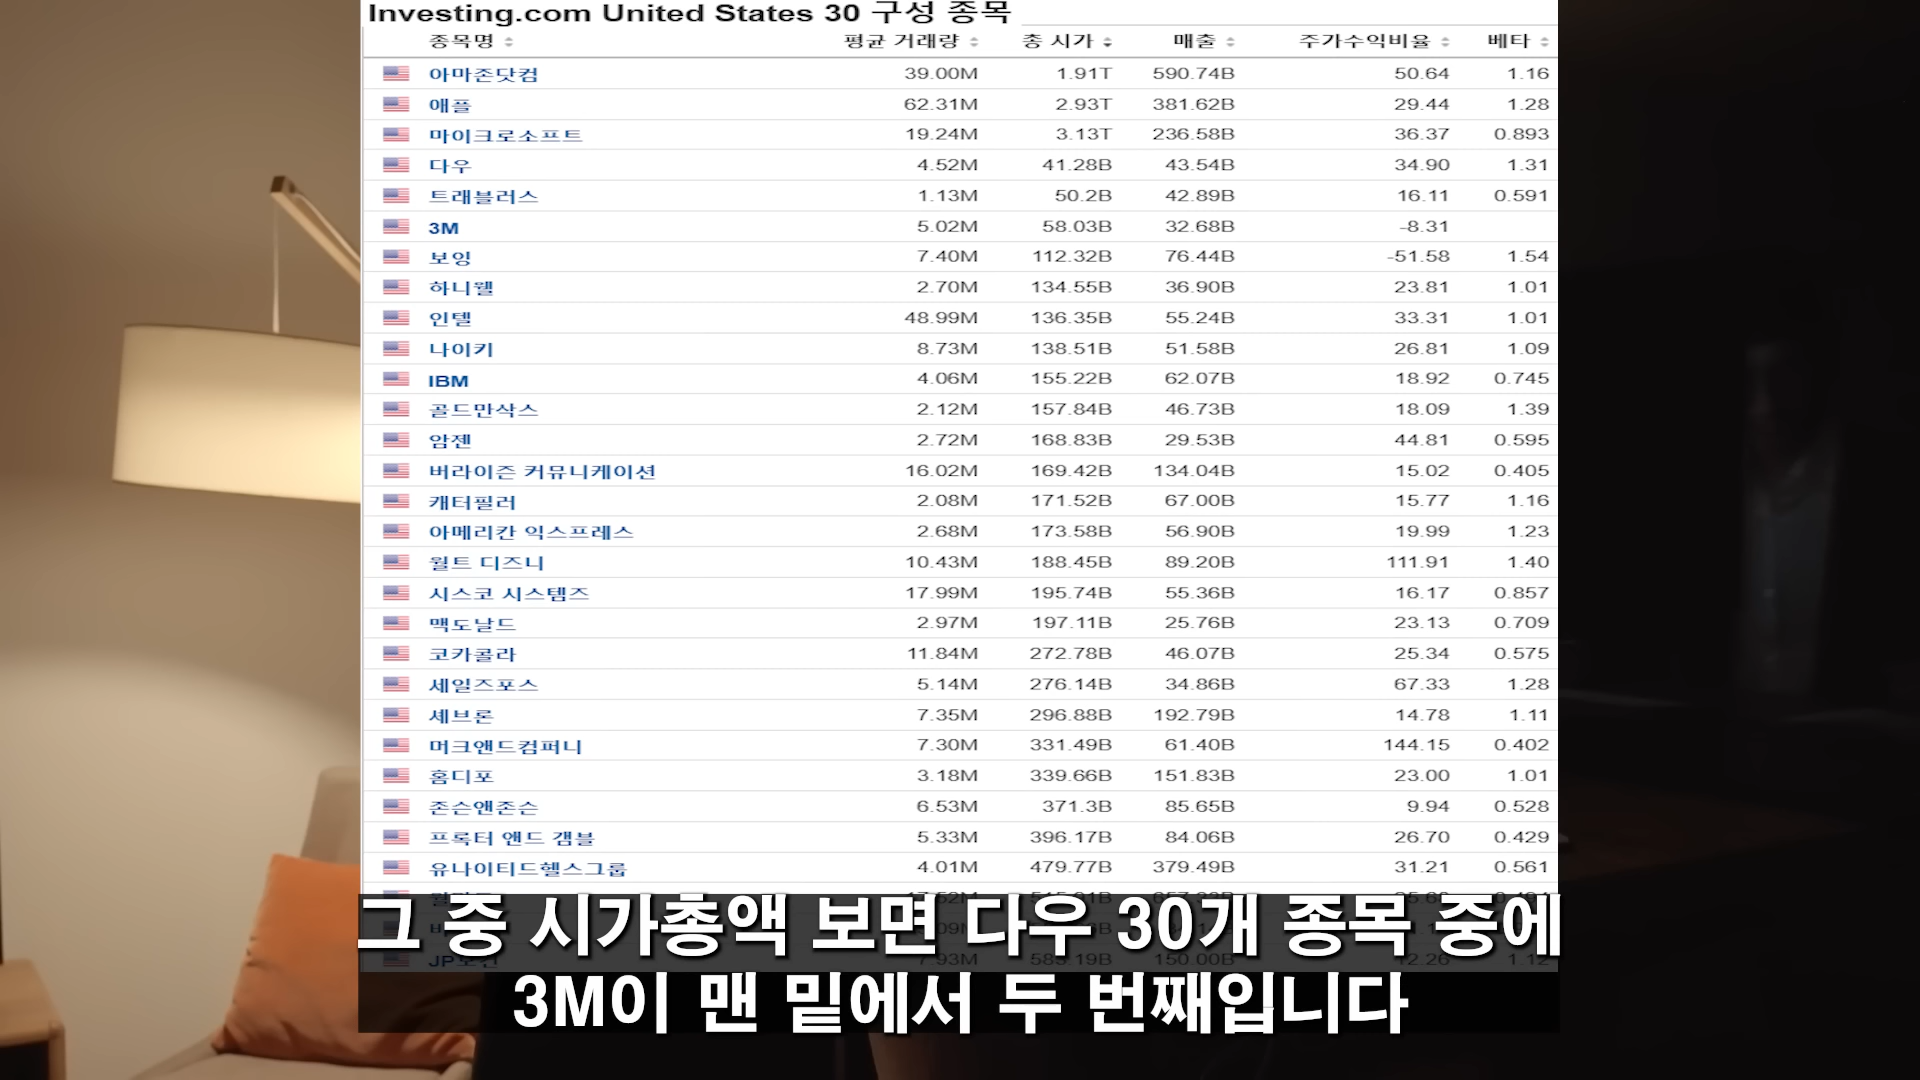 Investing.com United States 30 구성 종목
종목명 평균 거래량 총 시가 매출 주가수익비율 베타
아마존닷컴 39.00M 1.91T 590.74B 50.64 1.16
애플 62.31M 2.93T 381.62B 29.44 1.28
마이크로소프트 19.24M 3.13T 236.58B 36.37 0.893
다우 4.52M 41.28B 43.54B 34.90 1.31
트래블러스 1.13M 50.2B 42.89B 16.11 0.591
3M 5.02M 58.03B 32.68B -8.31
보잉 7.40M 112.32B 76.44B -51.58 1.54
하니웰 2.70M 134.55B 36.90B 23.81 1.01
인텔 48.99M 136.35B 55.24B 33.31 1.01
나이키 8.73M 138.51B 51.58B 26.81 1.09
IBM 4.06M 155.22B 62.07B 18.92 0.745
골드만삭스 2.12M 157.84B 46.73B 18.09 1.39
암젠 2.72M 168.83B 29.53B 44.81 0.595
버라이즌 커뮤니케이션 16.02M 169.42B 134.04B 15.02 0.405
캐터필러 2.08M 171.52B 67.00B 15.77 1.16
아메리칸 익스프레스 2.68M 173.58B 56.90B 19.99 1.23
월트 디즈니 10.43M 188.45B 89.20B 111.91 1.40
시스코 시스템즈 17.99M 195.74B 55.36B 16.17 0.857
맥도날드 2.97M 197.11B 25.76B 23.13 0.709
코카콜라 11.84M 272.78B 46.07B 25.34 0.575
세일즈포스 5.14M 276.14B 34.86B 67.33 1.28
셰브론 7.35M 296.88B 192.79B 14.78 1.11
머크앤드컴퍼니 7.30M 331.49B 61.40B 144.15 0.402
홈디포 3.18M 339.66B 151.83B 23.00 1.01
존슨앤존슨 6.53M 371.3B 85.65B 9.94 0.528
프록터 앤드 갬블 5.33M 396.17B 84.06B 26.70 0.429
유나이티드헬스그룹 4.01M 479.77B 379.49B 31.21 0.561
JP모건 7.93M 585.19B 150.00B 12.26 1.12
그 중 시가총액 보면 다우 30개 종목 중에
3M이 맨 밑에서 두 번째입니다